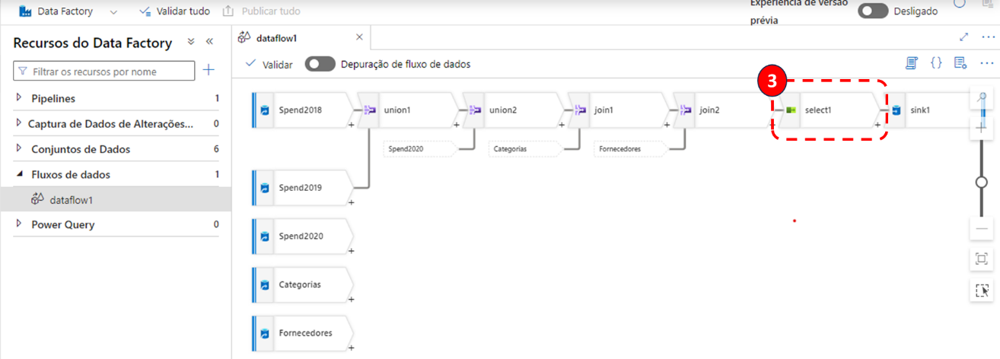 Data Factory
Validar tudo
Publicar tudo
Experiência de versão
prévia
Desligado
Recursos do Data Factory
Filtrar os recursos por nome
Pipelines 1
Captura de Dados de Alterações... 0
Conjuntos de Dados 6
Fluxos de dados 1
dataflow1
Power Query 0
dataflow1
Validar
Depuração de fluxo de dados
3
Spend2018
union1
union2
join1
join2
select1
sink1
Spend2020
Categorias
Fornecedores
Spend2019
Spend2020
Categorias
Fornecedores